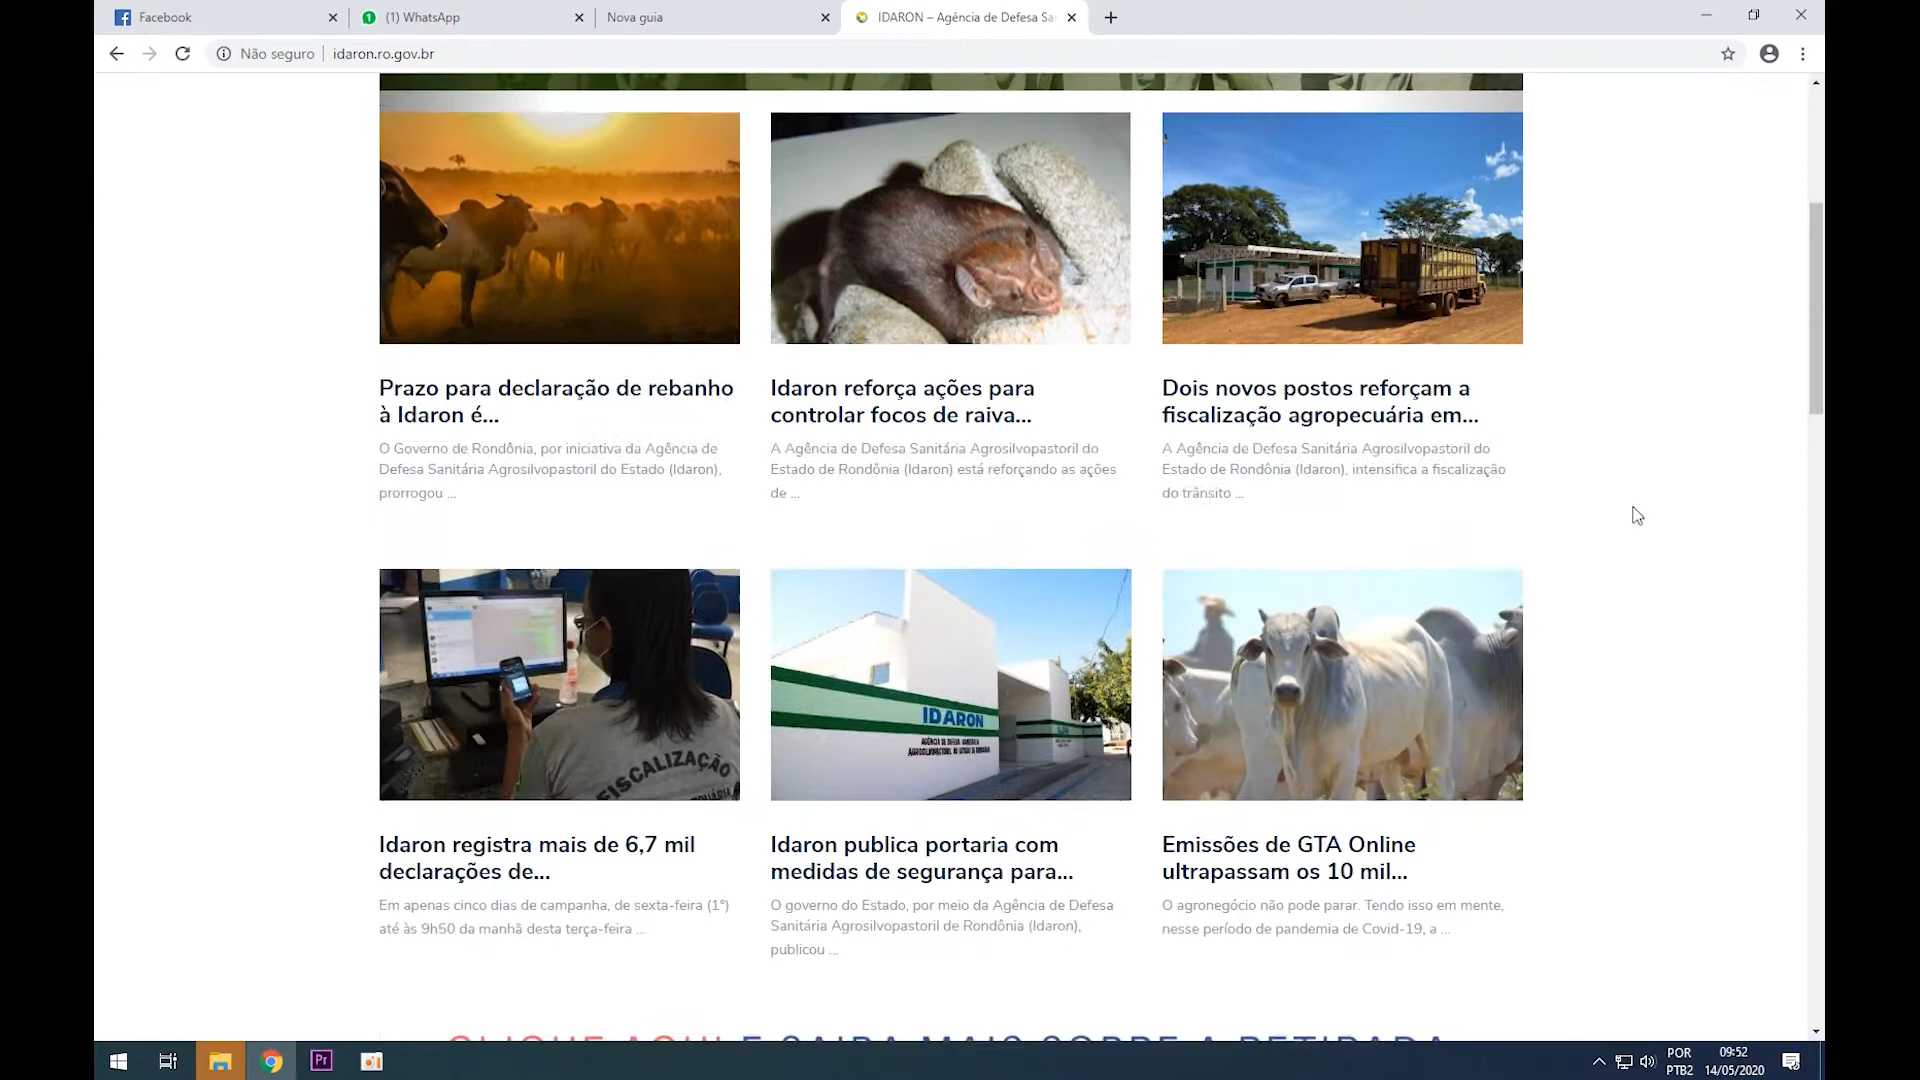 Facebook
(1) WhatsApp
Nova guia
IDARON – Agência de Defesa Sa
Não seguro
idaron.ro.gov.br
Prazo para declaração de rebanho
à Idaron é...
O Governo de Rondônia, por iniciativa da Agência de
Defesa Sanitária Agrosilvopastoril do Estado (Idaron),
prorrogou ...
Idaron reforça ações para
controlar focos de raiva...
A Agência de Defesa Sanitária Agrosilvopastoril do
Estado de Rondônia (Idaron) está reforçando as ações
de ...
Dois novos postos reforçam a
fiscalização agropecuária em...
A Agência de Defesa Sanitária Agrosilvopastoril do
Estado de Rondônia (Idaron), intensifica a fiscalização
do trânsito ...
FISCALIZAÇÃO
IDARON
AGÊNCIA DE DEFESA SANITÁRIA
AGROSILVOPASTORIL DO ESTADO DE RONDÔNIA
Idaron registra mais de 6,7 mil
declarações de...
Em apenas cinco dias de campanha, de sexta-feira (1º)
até às 9h50 da manhã desta terça-feira ...
Idaron publica portaria com
medidas de segurança para...
O governo do Estado, por meio da Agência de Defesa
Sanitária Agrosilvopastoril de Rondônia (Idaron),
publicou ...
Emissões de GTA Online
ultrapassam os 10 mil...
O agronegócio não pode parar. Tendo isso em mente,
nesse período de pandemia de Covid-19, a ...
CLIQUE AQUI E SAIBA MAIS SOBRE A RETIRADA
Pr
POR
PTB2
09:52
14/05/2020